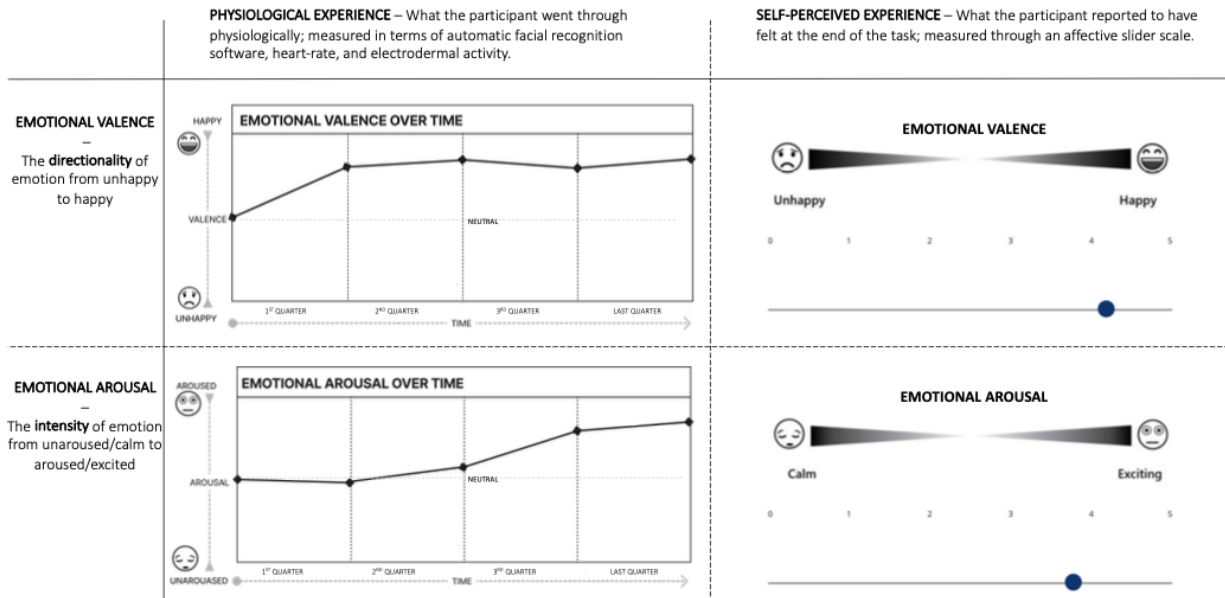 PHYSIOLOGICAL EXPERIENCE – What the participant went through
physiologically; measured in terms of automatic facial recognition
software, heart-rate, and electrodermal activity.
SELF-PERCEIVED EXPERIENCE – What the participant reported to have
felt at the end of the task; measured through an affective slider scale.
EMOTIONAL VALENCE
–
The directionality of
emotion from unhappy
to happy
HAPPY
EMOTIONAL VALENCE OVER TIME
VALENCE
NEUTRAL
UNHAPPY
1ST QUARTER
2ND QUARTER
3RD QUARTER
LAST QUARTER
TIME
EMOTIONAL VALENCE
Unhappy
Happy
0 1 2 3 4 5
EMOTIONAL AROUSAL
–
The intensity of emotion
from unaroused/calm to
aroused/excited
AROUSED
EMOTIONAL AROUSAL OVER TIME
AROUSAL
NEUTRAL
UNAROUASED
1ST QUARTER
2ND QUARTER
3RD QUARTER
LAST QUARTER
TIME
EMOTIONAL AROUSAL
Calm
Exciting
0 1 2 3 4 5